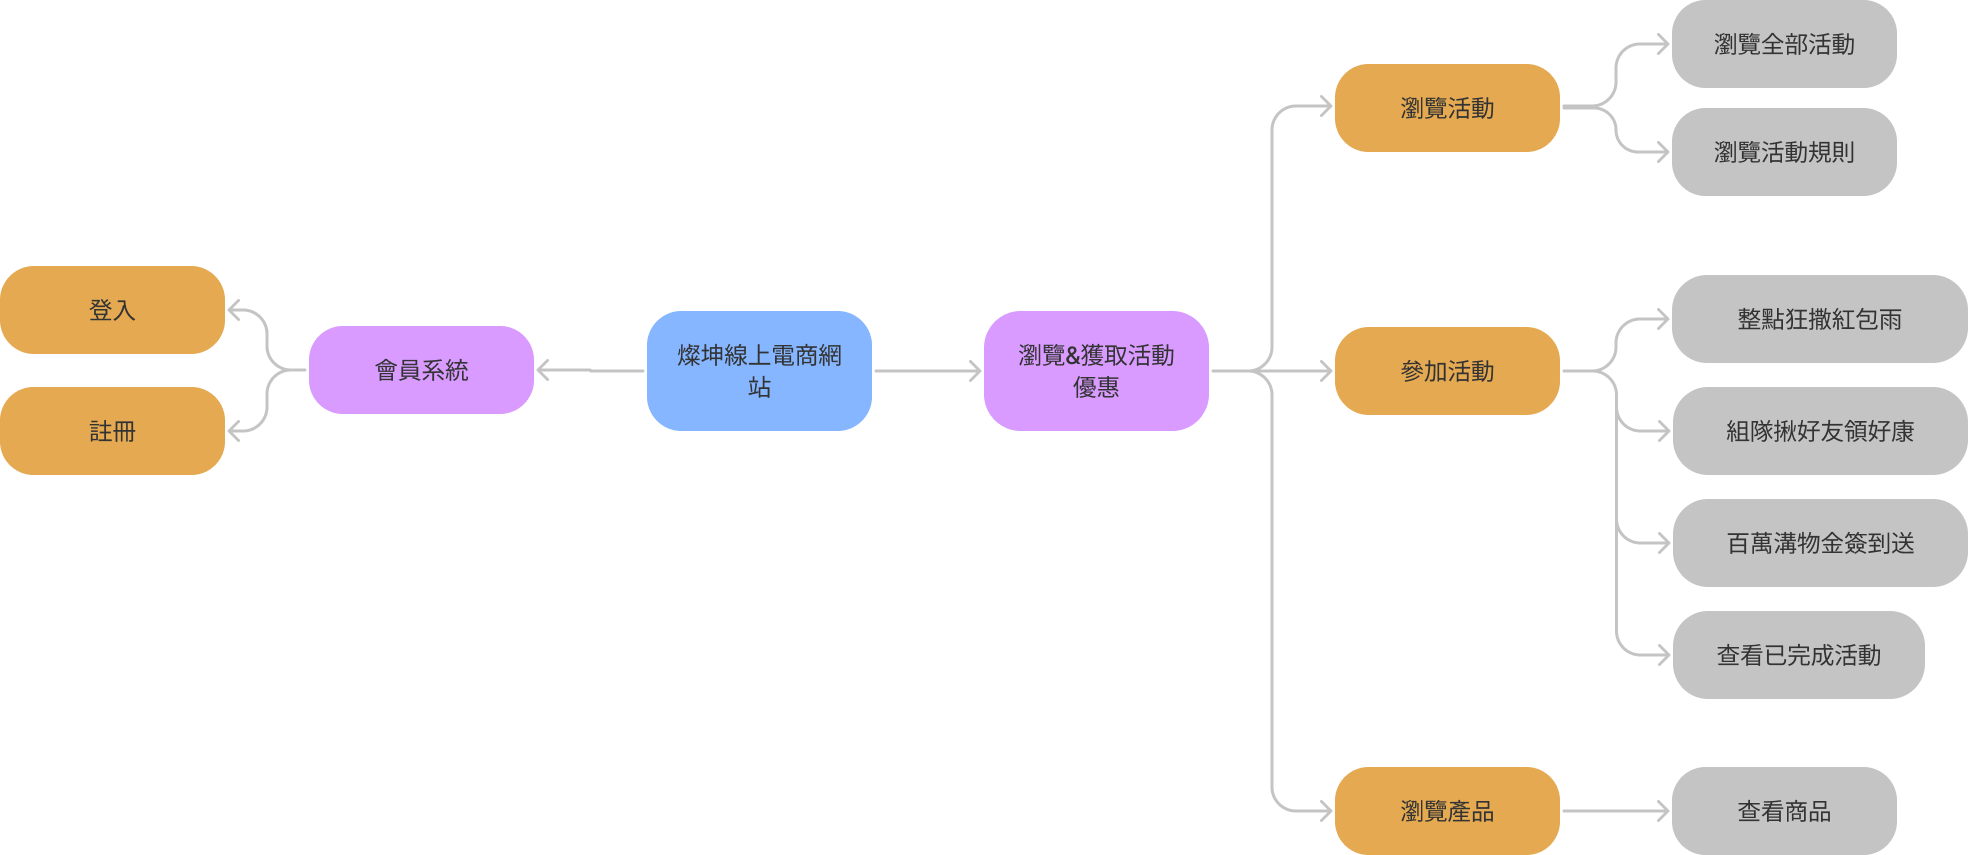 瀏覽全部活動
瀏覽活動
瀏覽活動規則
登入
註冊
會員系統
燦坤線上電商網
站
瀏覽&獲取活動
優惠
參加活動
整點狂撒紅包雨
組隊揪好友領好康
百萬溝物金簽到送
查看已完成活動
瀏覽產品
查看商品